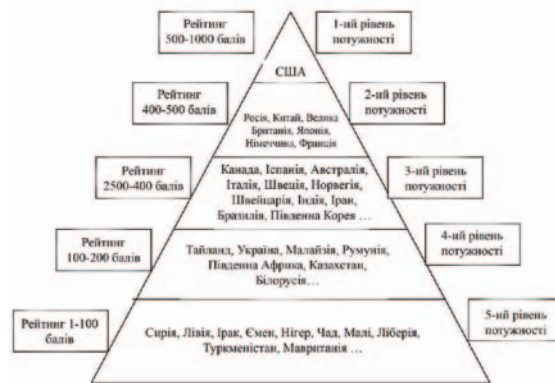 Рейтинг
500-1000 балів
1-ий рівень
потужності
США
Рейтинг
400-500 балів
2-ий рівень
потужності
Росія, Китай, Велика
Британія, Японія,
Німеччина, Франція
Рейтинг
2500-400 балів
3-ий рівень
потужності
Канада, Іспанія, Австралія,
Італія, Швеція, Норвегія,
Швейцарія, Індія, Іран,
Бразилія, Південна Корея ...
Рейтинг
100-200 балів
4-ий рівень
потужності
Тайланд, Україна, Малайзія, Румунія,
Південна Африка, Казахстан,
Білорусія...
Рейтинг 1-100
балів
5-ий рівень
потужності
Сирія, Лівія, Ірак, Ємен, Нігер, Чад, Малі, Ліберія,
Туркменістан, Мавританія ...